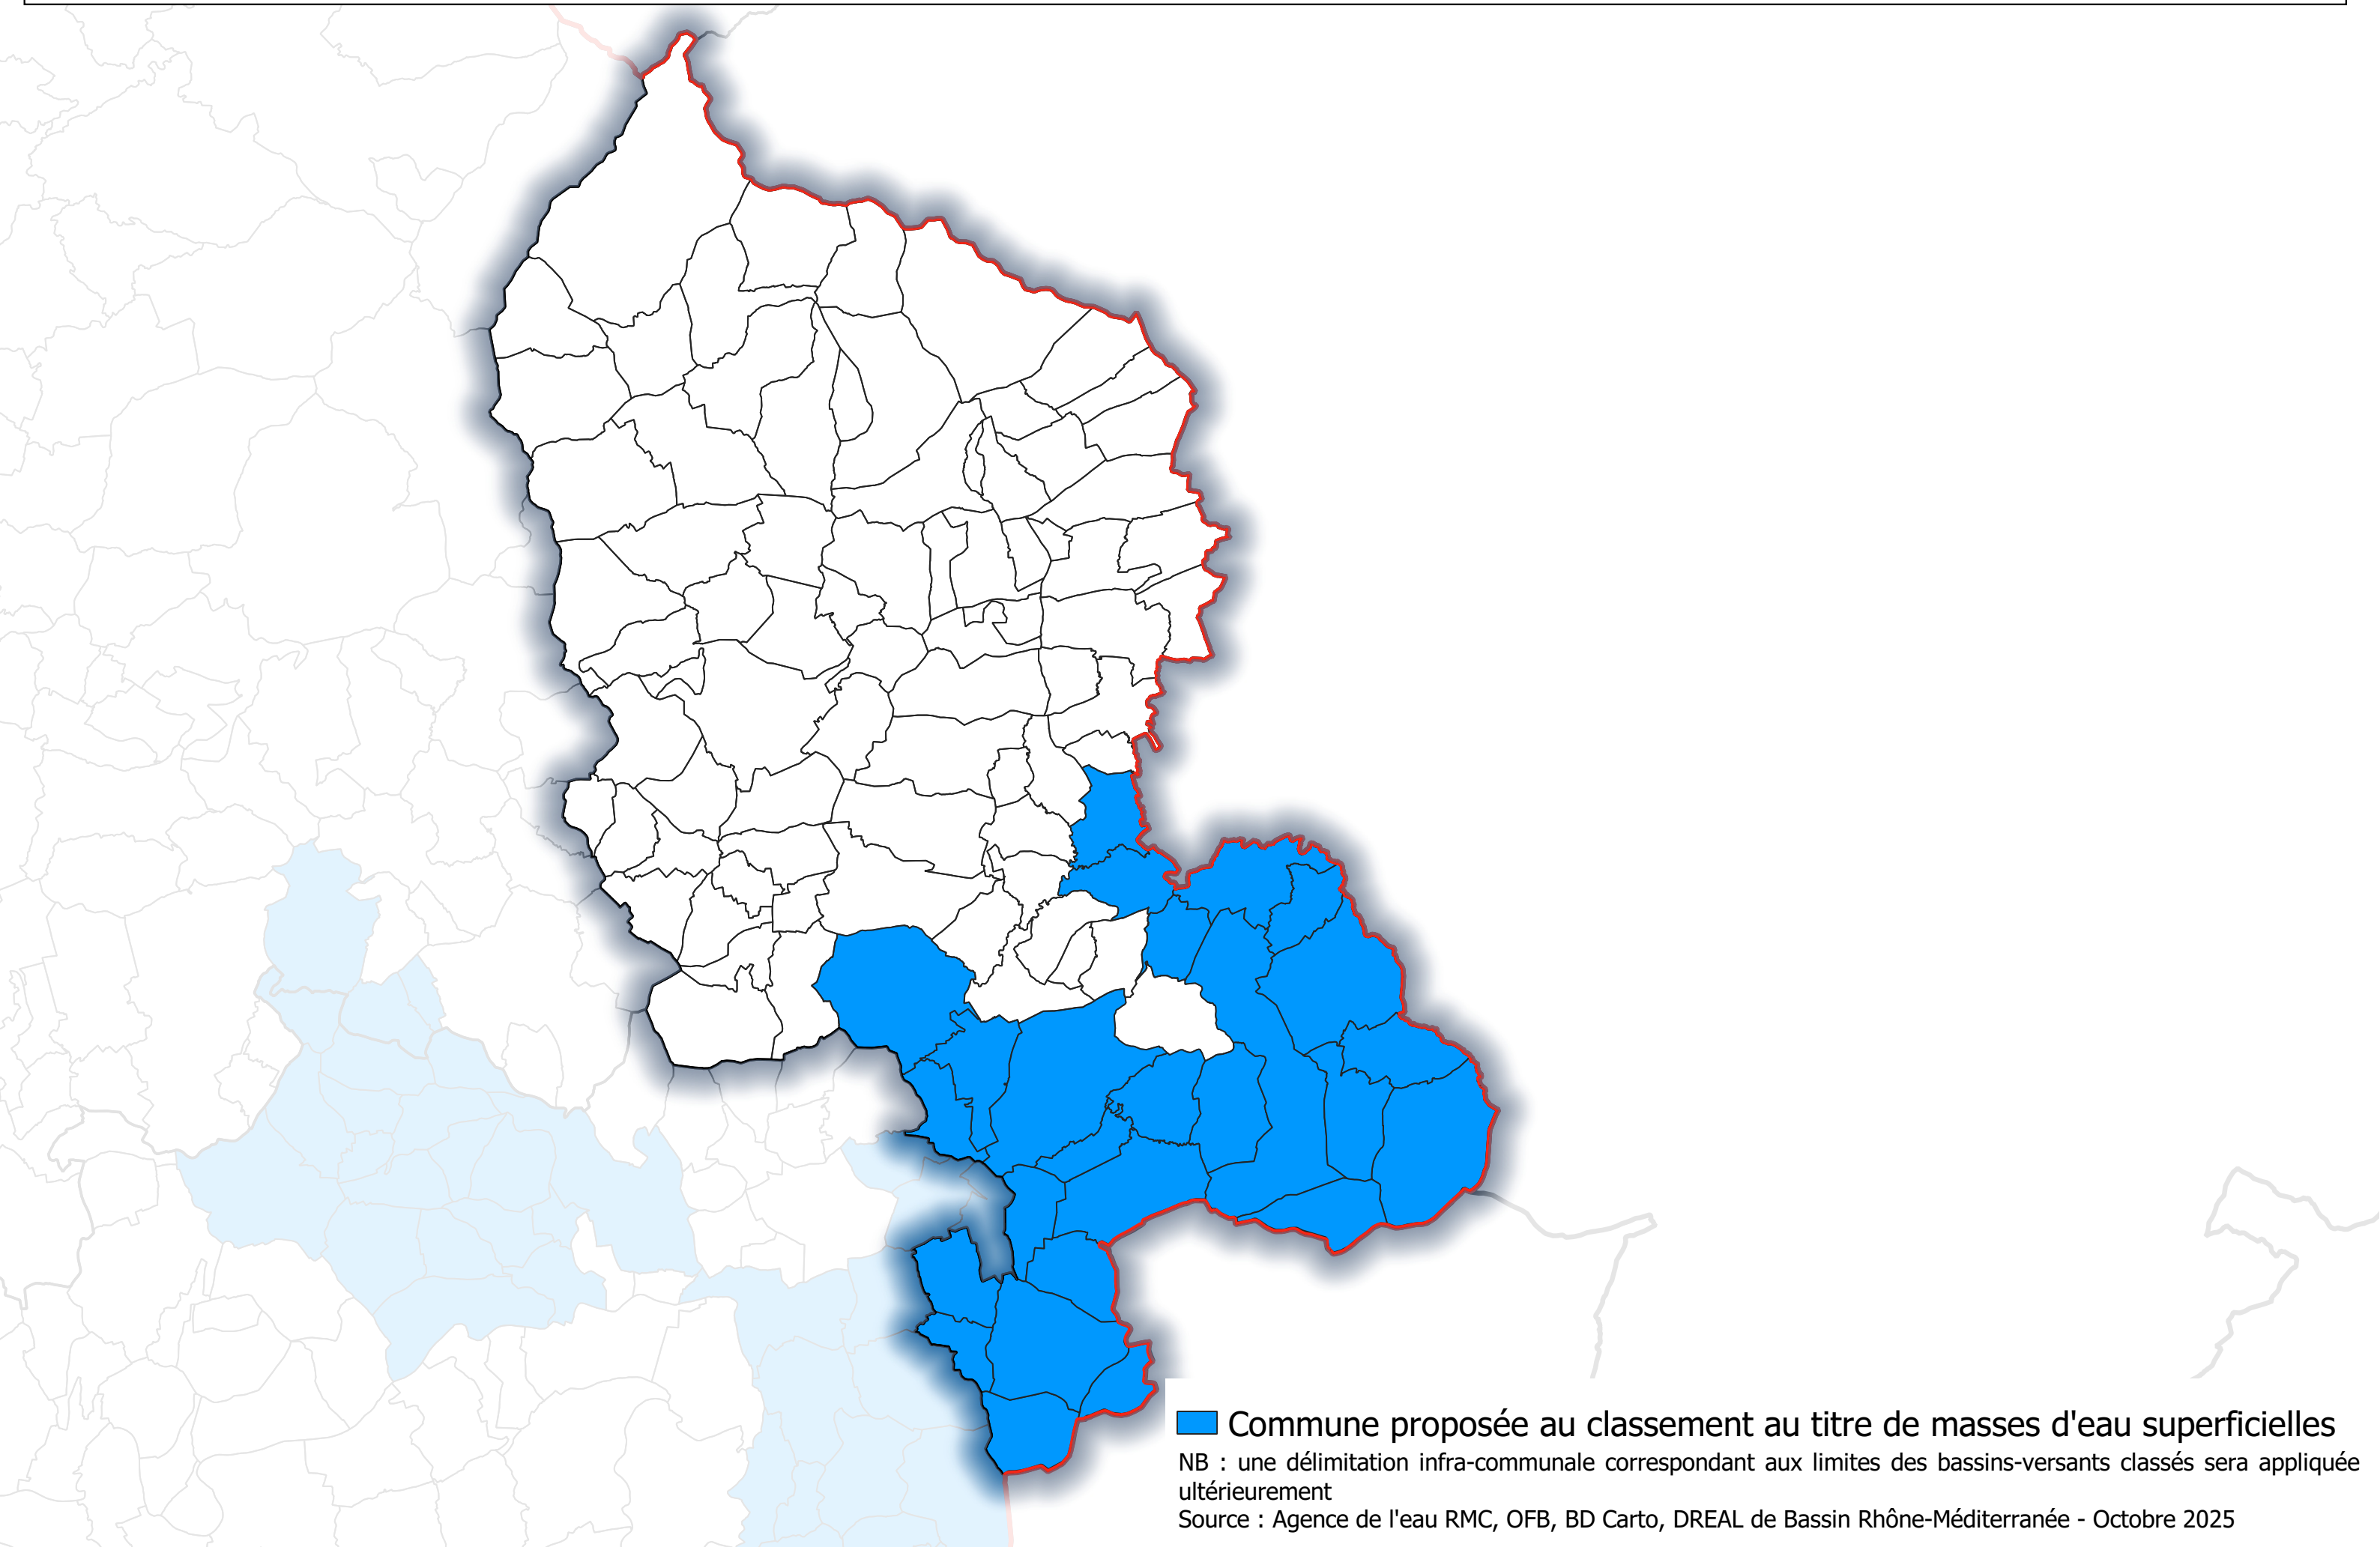 Commune proposée au classement au titre de masses d'eau superficielles
NB : une délimitation infra-communale correspondant aux limites des bassins-versants classés sera appliquée
ultérieurement
Source : Agence de l'eau RMC, OFB, BD Carto, DREAL de Bassin Rhône-Méditerranée - Octobre 2025